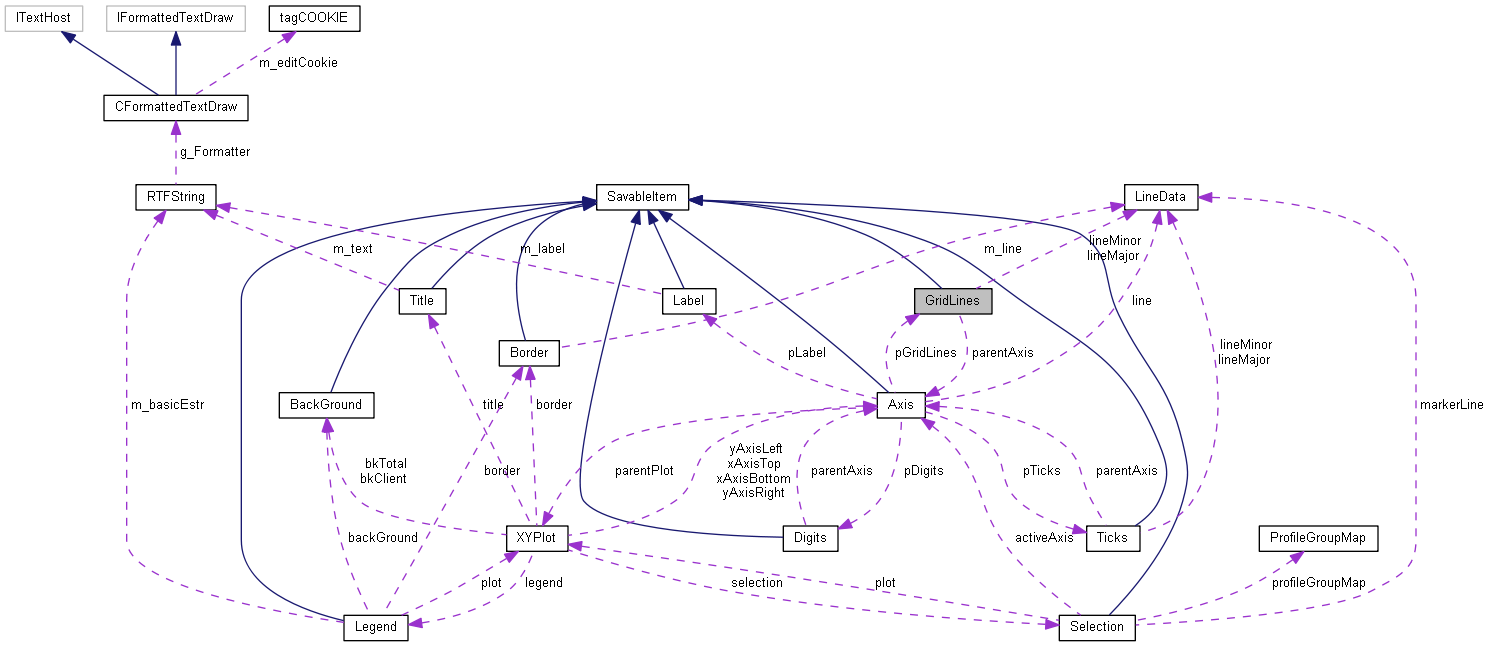 ITextHost
IFormattedTextDraw
tagCOOKIE
m_editCookie
CFormattedTextDraw
g_Formatter
RTFString
SavableItem
LineData
m_text
m_label
m_line
lineMinor
lineMajor
Title
Label
GridLines
line
Border
pLabel
pGridLines
parentAxis
lineMinor
lineMajor
m_basicEstr
BackGround
title
border
Axis
markerLine
bkTotal
bkClient
border
parentPlot
yAxisLeft
xAxisTop
xAxisBottom
yAxisRight
parentAxis
pDigits
pTicks
parentAxis
backGround
XYPlot
Digits
activeAxis
Ticks
ProfileGroupMap
plot
legend
selection
plot
profileGroupMap
Legend
Selection